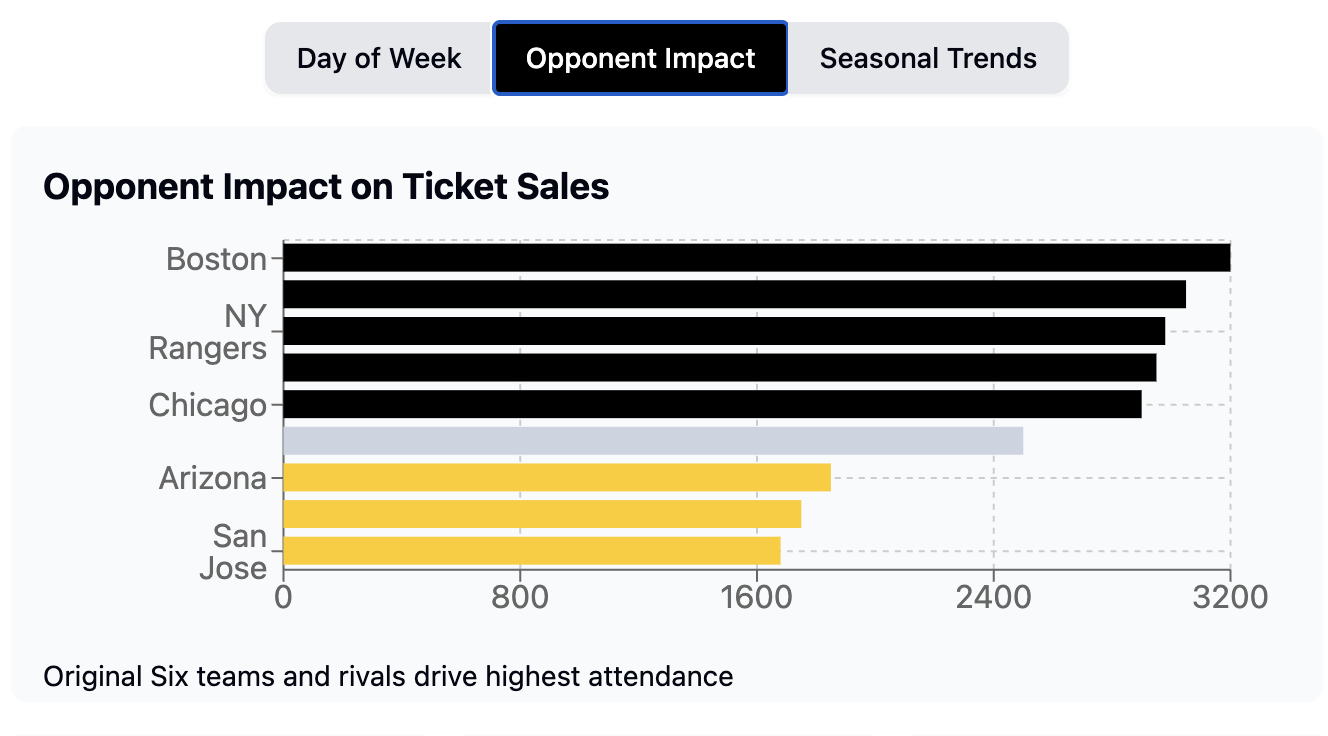 Day of Week
Opponent Impact
Seasonal Trends
Opponent Impact on Ticket Sales
Boston
NY
Rangers
Chicago
Arizona
San
Jose
0
800
1600
2400
3200
Original Six teams and rivals drive highest attendance